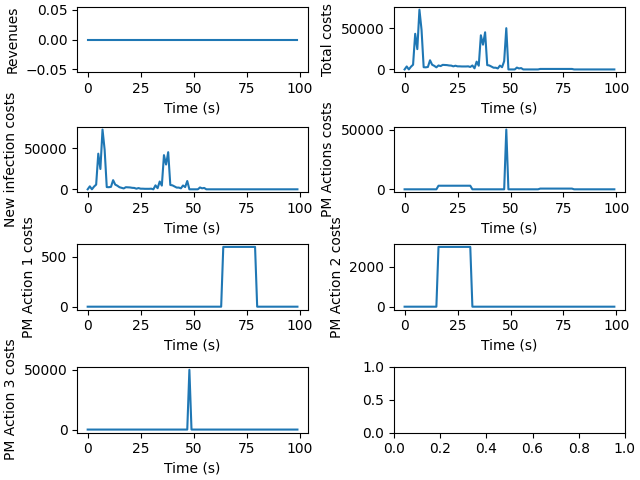 Revenues
0.05
0.00
−0.05
0 25 50 75 100
Time (s)
Total costs
50000
0
0 25 50 75 100
Time (s)
New infection costs
50000
0
0 25 50 75 100
Time (s)
PM Actions costs
50000
0
0 25 50 75 100
Time (s)
PM Action 1 costs
500
0
0 25 50 75 100
Time (s)
PM Action 2 costs
2000
0
0 25 50 75 100
Time (s)
PM Action 3 costs
50000
0
0 25 50 75 100
Time (s)
1.0
0.5
0.0
0.0 0.2 0.4 0.6 0.8 1.0